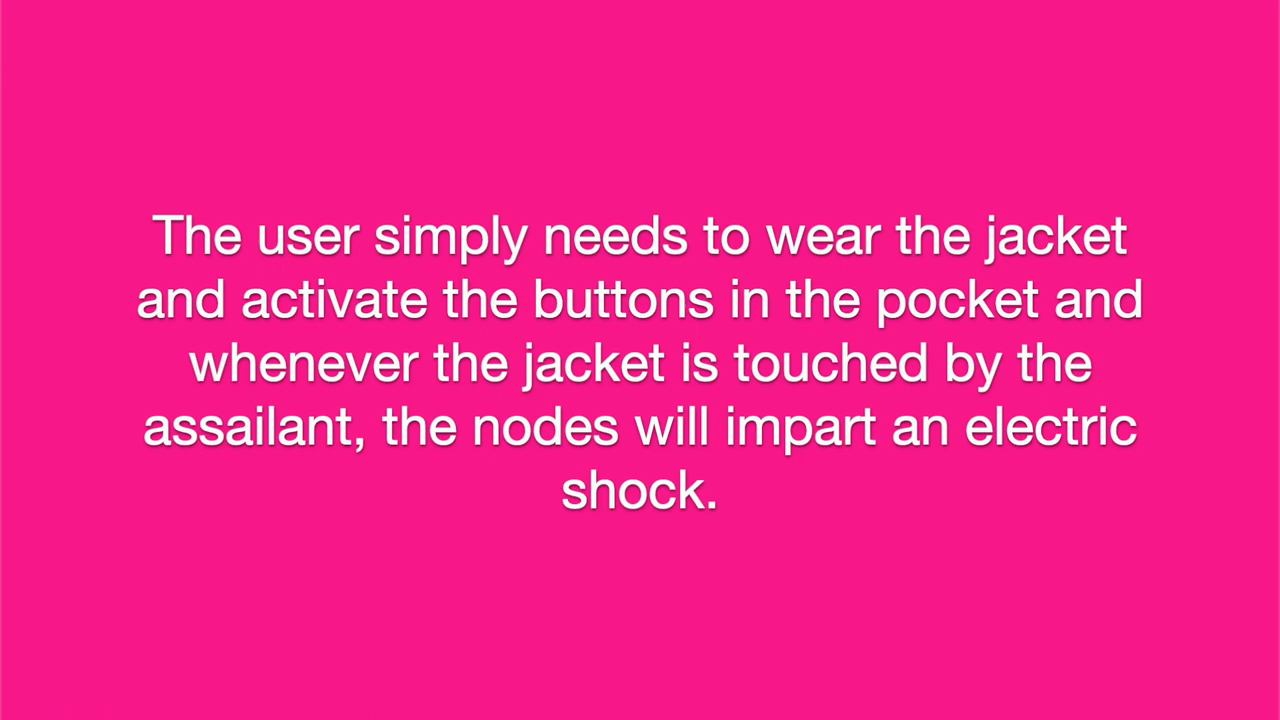 The user simply needs to wear the jacket
and activate the buttons in the pocket and
whenever the jacket is touched by the
assailant, the nodes will impart an electric
shock.